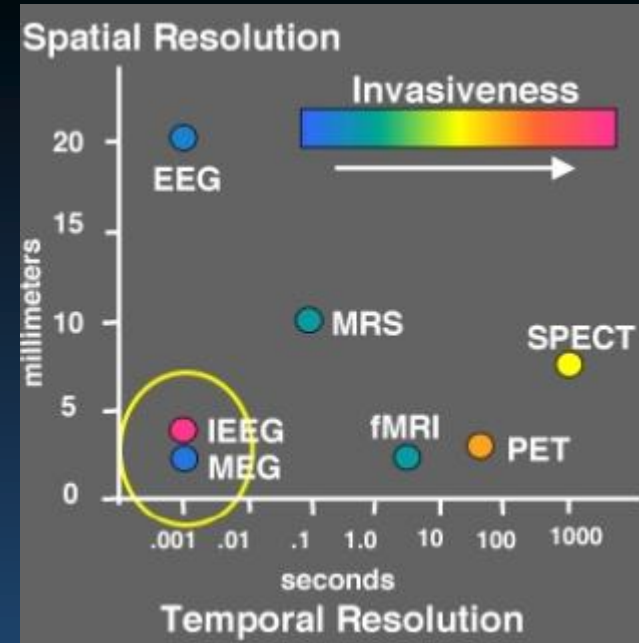 Spatial Resolution
Invasiveness
20
EEG
15
millimeters
10
MRS
SPECT
5
IEEG
fMRI
MEG
PET
0
.001 .01 .1 1.0 10 100 1000
seconds
Temporal Resolution